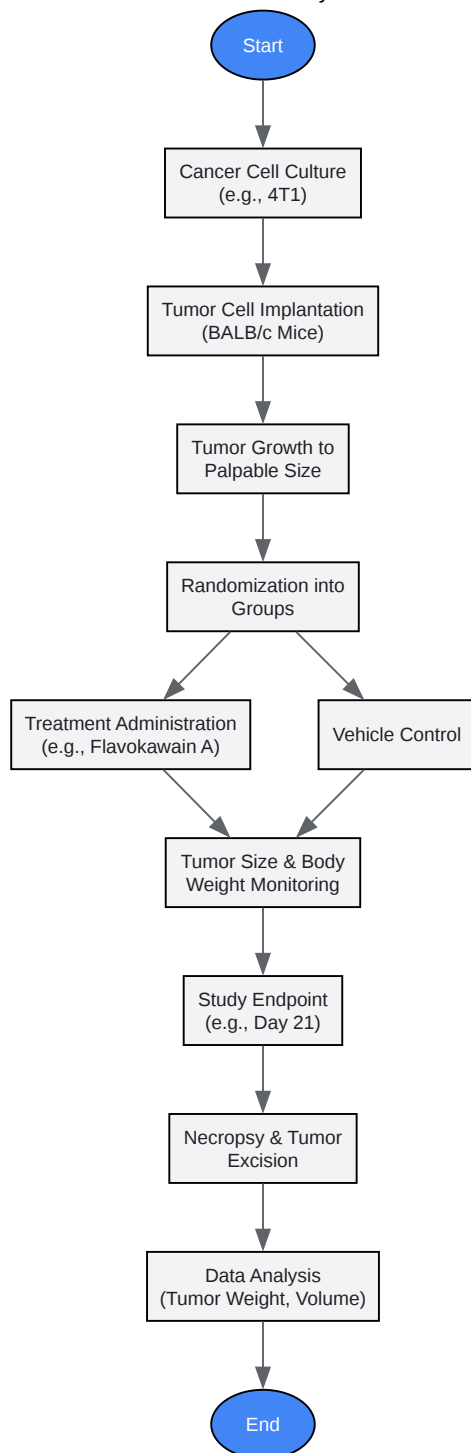 Start
Cancer Cell Culture
(e.g., 4T1)
Tumor Cell Implantation
(BALB/c Mice)
Tumor Growth to
Palpable Size
Randomization into
Groups
Treatment Administration
(e.g., Flavokawain A)
Vehicle Control
Tumor Size & Body
Weight Monitoring
Study Endpoint
(e.g., Day 21)
Necropsy & Tumor
Excision
Data Analysis
(Tumor Weight, Volume)
End